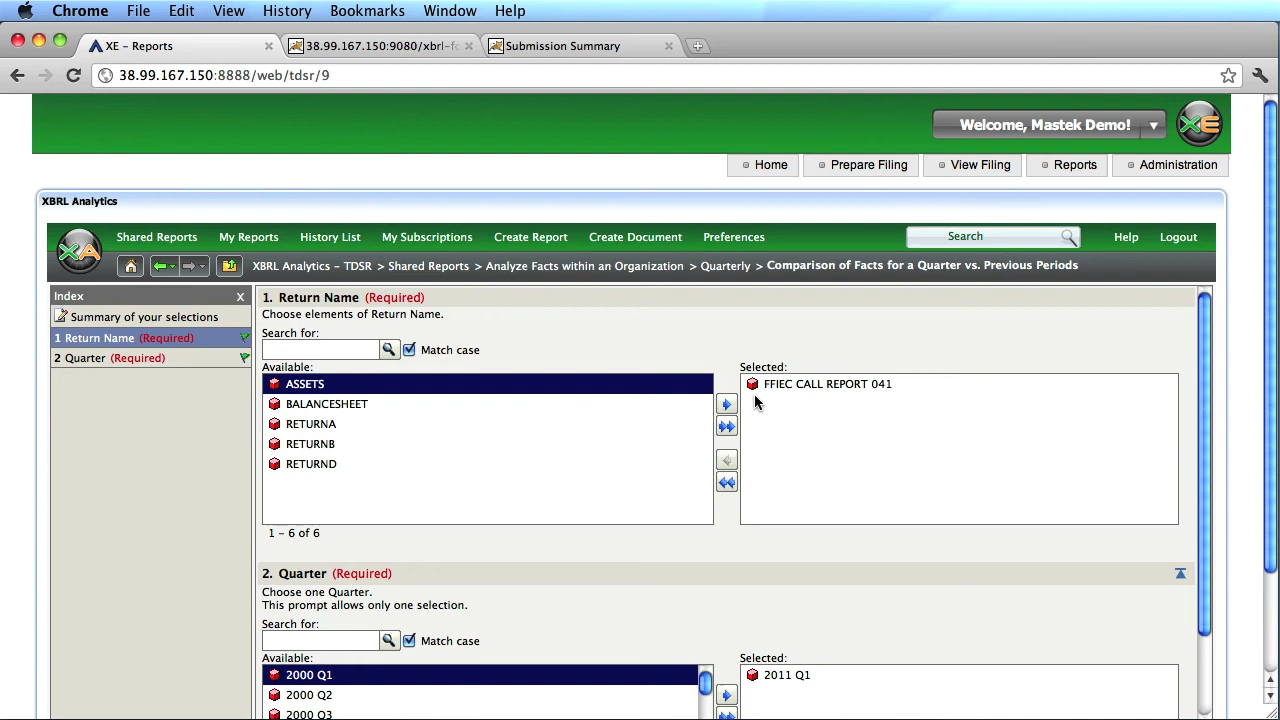 Chrome File Edit View History Bookmarks Window Help
XE – Reports
38.99.167.150:9080/xbrl-fo
Submission Summary
38.99.167.150:8888/web/tdsr/9
Welcome, Mastek Demo!
XE
Home Prepare Filing View Filing Reports Administration
XBRL Analytics
XA
Shared Reports My Reports History List My Subscriptions Create Report Create Document Preferences Search Help Logout
XBRL Analytics – TDSR > Shared Reports > Analyze Facts within an Organization > Quarterly > Comparison of Facts for a Quarter vs. Previous Periods
Index X
Summary of your selections
1 Return Name (Required)
2 Quarter (Required)
1. Return Name (Required)
Choose elements of Return Name.
Search for:
Match case
Available:
ASSETS
BALANCESHEET
RETURNA
RETURNB
RETURND
1 – 6 of 6
Selected:
FFIEC CALL REPORT 041
2. Quarter (Required)
Choose one Quarter.
This prompt allows only one selection.
Search for:
Match case
Available:
2000 Q1
2000 Q2
2000 Q3
Selected:
2011 Q1